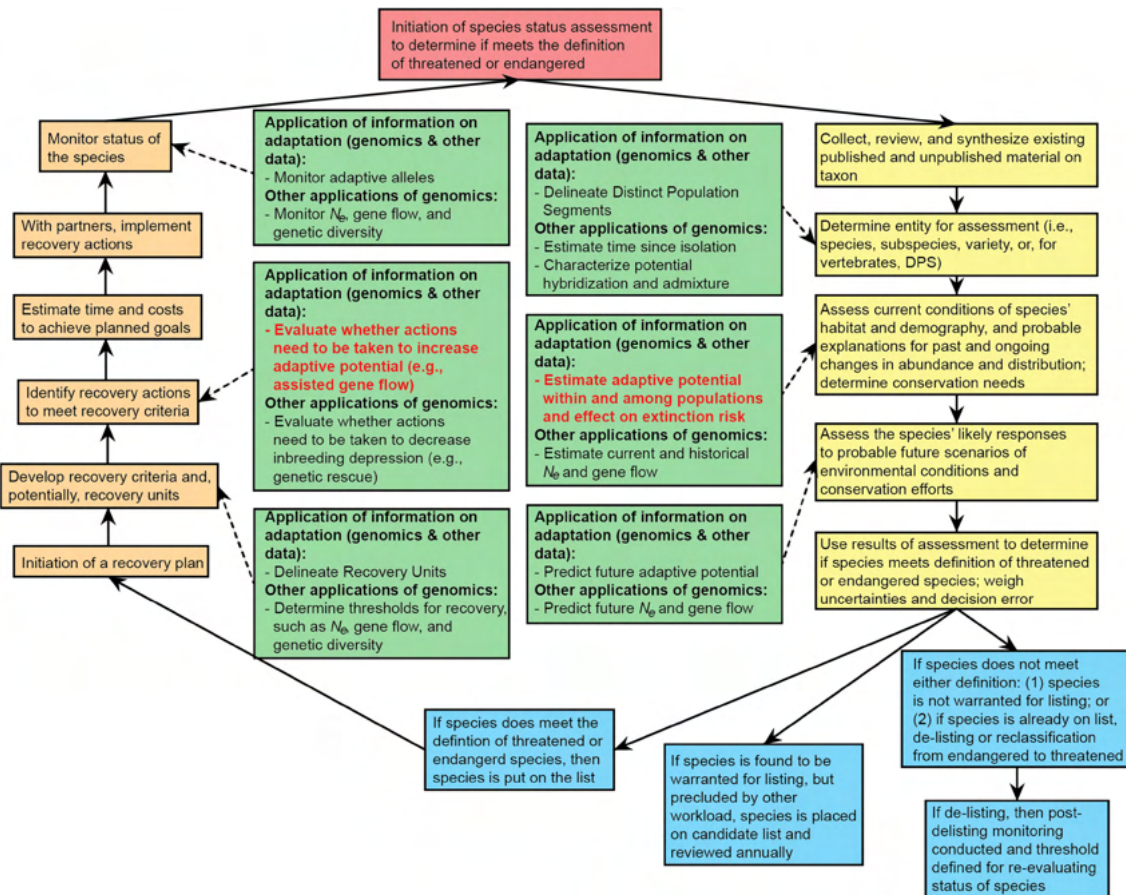 Initiation of species status assessment
to determine if meets the definition
of threatened or endangered
Monitor status of
the species
With partners, implement
recovery actions
Estimate time and costs
to achieve planned goals
Identify recovery actions
to meet recovery criteria
Develop recovery criteria and,
potentially, recovery units
Initiation of a recovery plan
Application of information on
adaptation (genomics & other
data):
- Monitor adaptive alleles
Other applications of genomics:
- Monitor Ne, gene flow, and
genetic diversity
Application of information on
adaptation (genomics & other
data):
- Evaluate whether actions
need to be taken to increase
adaptive potential (e.g.,
assisted gene flow)
Other applications of genomics:
- Evaluate whether actions
need to be taken to decrease
inbreeding depression (e.g.,
genetic rescue)
Application of information on
adaptation (genomics & other
data):
- Delineate Recovery Units
Other applications of genomics:
- Determine thresholds for recovery,
such as Ne, gene flow, and
genetic diversity
Application of information on
adaptation (genomics & other
data):
- Delineate Distinct Population
Segments
Other applications of genomics:
- Estimate time since isolation
- Characterize potential
hybridization and admixture
Application of information on
adaptation (genomics & other
data):
- Estimate adaptive potential
within and among populations
and effect on extinction risk
Other applications of genomics:
- Estimate current and historical
Ne and gene flow
Application of information on
adaptation (genomics & other
data):
- Predict future adaptive potential
Other applications of genomics:
- Predict future Ne and gene flow
Collect, review, and synthesize existing
published and unpublished material on
taxon
Determine entity for assessment (i.e.,
species, subspecies, variety, or, for
vertebrates, DPS)
Assess current conditions of species'
habitat and demography, and probable
explanations for past and ongoing
changes in abundance and distribution;
determine conservation needs
Assess the species' likely responses
to probable future scenarios of
environmental conditions and
conservation efforts
Use results of assessment to determine
if species meets definition of threatened
or endangered species; weigh
uncertainties and decision error
If species does meet the
defintion of threatened or
endangerd species, then
species is put on the list
If species is found to be
warranted for listing, but
precluded by other
workload, species is placed
on candidate list and
reviewed annually
If species does not meet
either definition: (1) species
is not warranted for listing; or
(2) if species is already on list,
de-listing or reclassification
from endangered to threatened
If de-listing, then post-
delisting monitoring
conducted and threshold
defined for re-evaluating
status of species